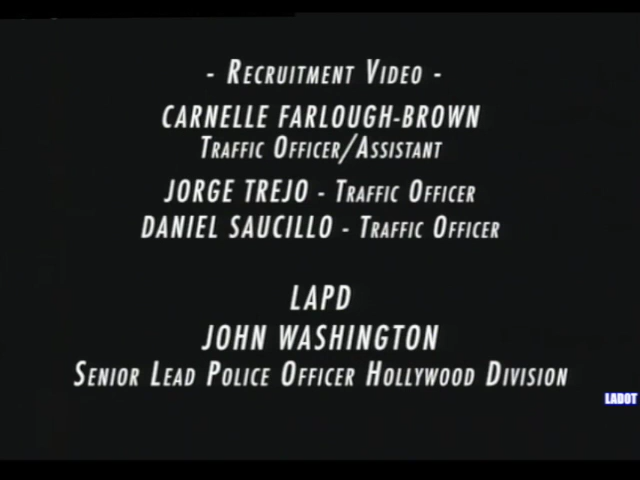 - Recruitment Video -
CARNELLE FARLOUGH-BROWN
Traffic Officer/Assistant
JORGE TREJO - Traffic Officer
DANIEL SAUCILLO - Traffic Officer
LAPD
JOHN WASHINGTON
Senior Lead Police Officer Hollywood Division
LADOT